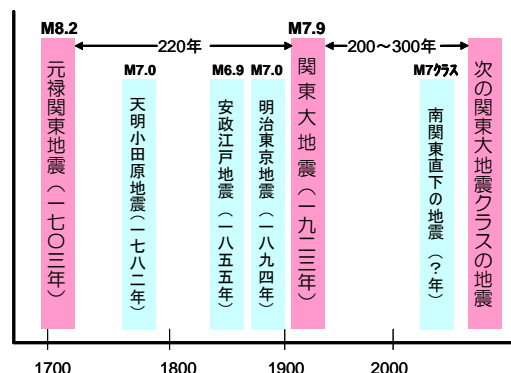 M8.2
220年
M7.9
200～300年
M7.0
M6.9
M7.0
M7クラス
元禄関東地震（一七〇三年）
天明小田原地震（一七八二年）
安政江戸地震（一八五五年）
明治東京地震（一八九四年）
関東大地震（一九二三年）
南関東直下の地震（？年）
次の関東大地震クラスの地震
1700
1800
1900
2000